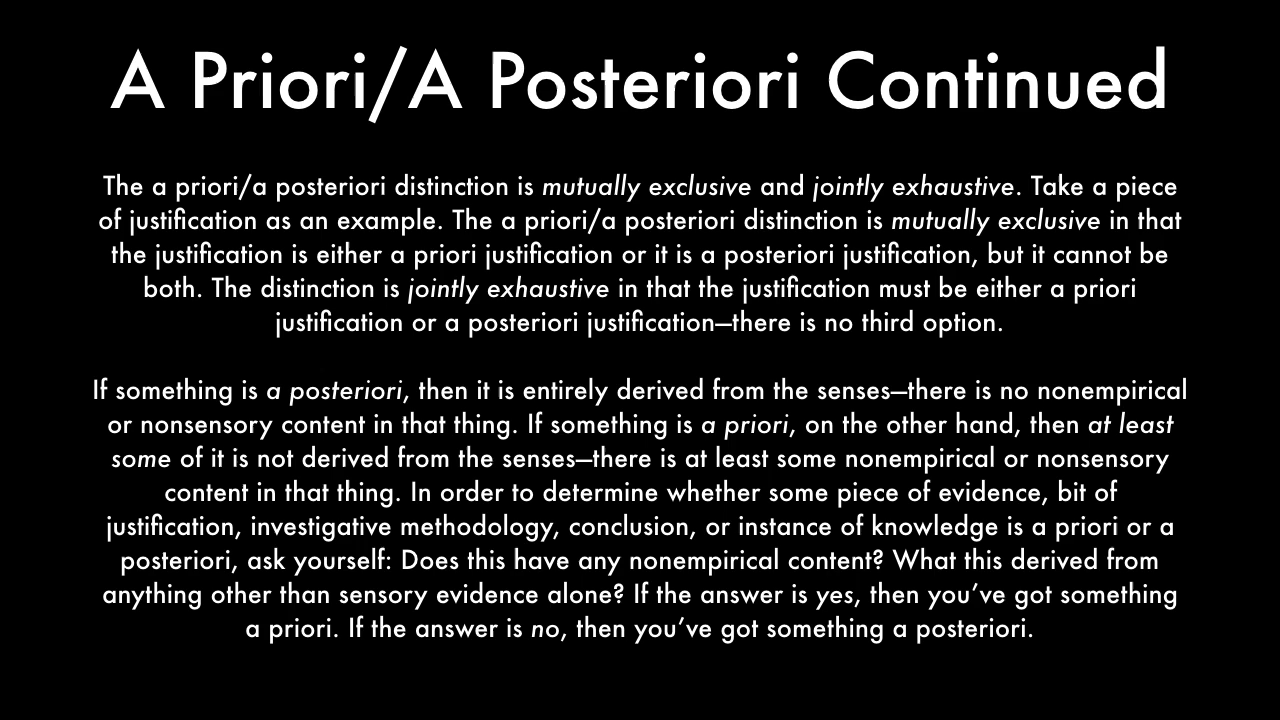 A Priori/A Posteriori Continued
The a priori/a posteriori distinction is mutually exclusive and jointly exhaustive. Take a piece
of justification as an example. The a priori/a posteriori distinction is mutually exclusive in that
the justification is either a priori justification or it is a posteriori justification, but it cannot be
both. The distinction is jointly exhaustive in that the justification must be either a priori
justification or a posteriori justification—there is no third option.
If something is a posteriori, then it is entirely derived from the senses—there is no nonempirical
or nonsensory content in that thing. If something is a priori, on the other hand, then at least
some of it is not derived from the senses—there is at least some nonempirical or nonsensory
content in that thing. In order to determine whether some piece of evidence, bit of
justification, investigative methodology, conclusion, or instance of knowledge is a priori or a
posteriori, ask yourself: Does this have any nonempirical content? What this derived from
anything other than sensory evidence alone? If the answer is yes, then you’ve got something
a priori. If the answer is no, then you’ve got something a posteriori.